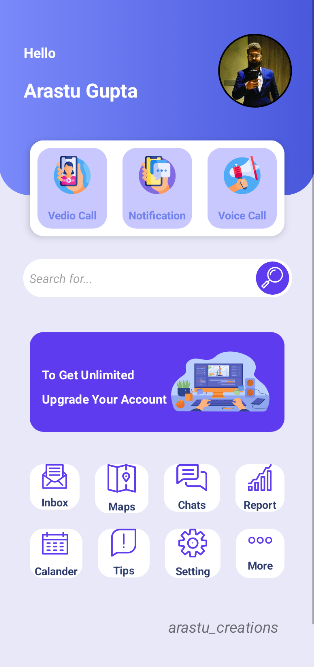 Hello
Arastu Gupta
Vedio Call
Notification
Voice Call
Search for...
To Get Unlimited
Upgrade Your Account
Inbox
Maps
Chats
Report
Calander
Tips
Setting
More
arastu_creations